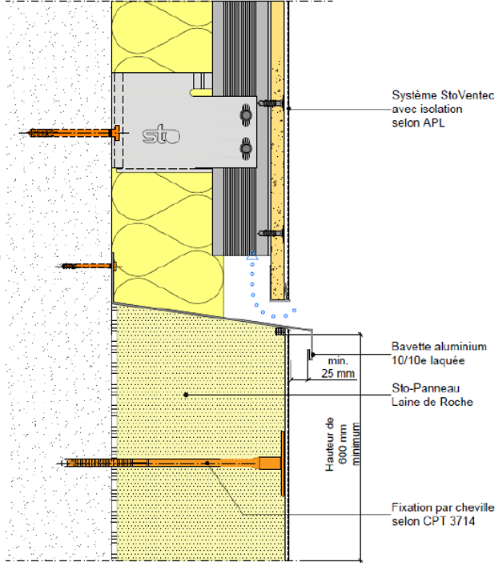 Système StoVentec
avec isolation
selon APL
sto
Bavette aluminium
10/10e laquée
min.
25 mm
Sto-Panneau
Laine de Roche
Hauteur de
600 mm
minimum
Fixation par cheville
selon CPT 3714